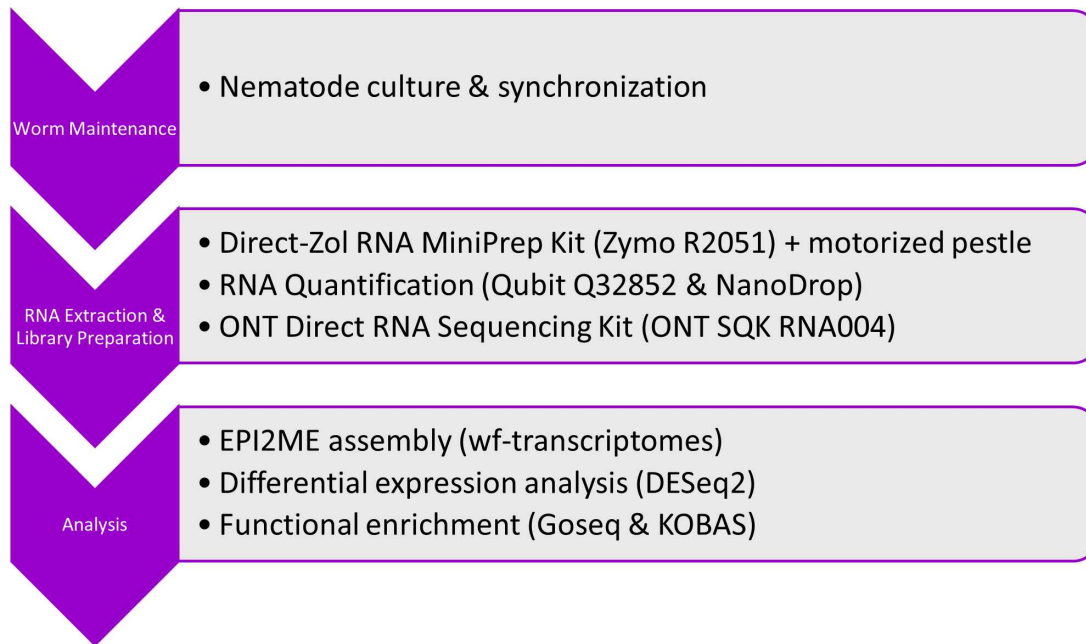 Worm Maintenance
• Nematode culture & synchronization
RNA Extraction &
Library Preparation
• Direct-Zol RNA MiniPrep Kit (Zymo R2051) + motorized pestle
• RNA Quantification (Qubit Q32852 & NanoDrop)
• ONT Direct RNA Sequencing Kit (ONT SQK RNA004)
Analysis
• EPI2ME assembly (wf-transcriptomes)
• Differential expression analysis (DESeq2)
• Functional enrichment (Goseq & KOBAS)